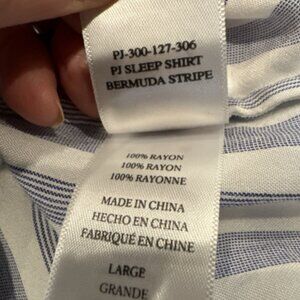 PJ-300-127-306
PJ SLEEP SHIRT
BERMUDA STRIPE
100% RAYON
100% RAYON
100% RAYONNE
MADE IN CHINA
HECHO EN CHINA
FABRIQUÉ EN CHINE
LARGE
GRANDE